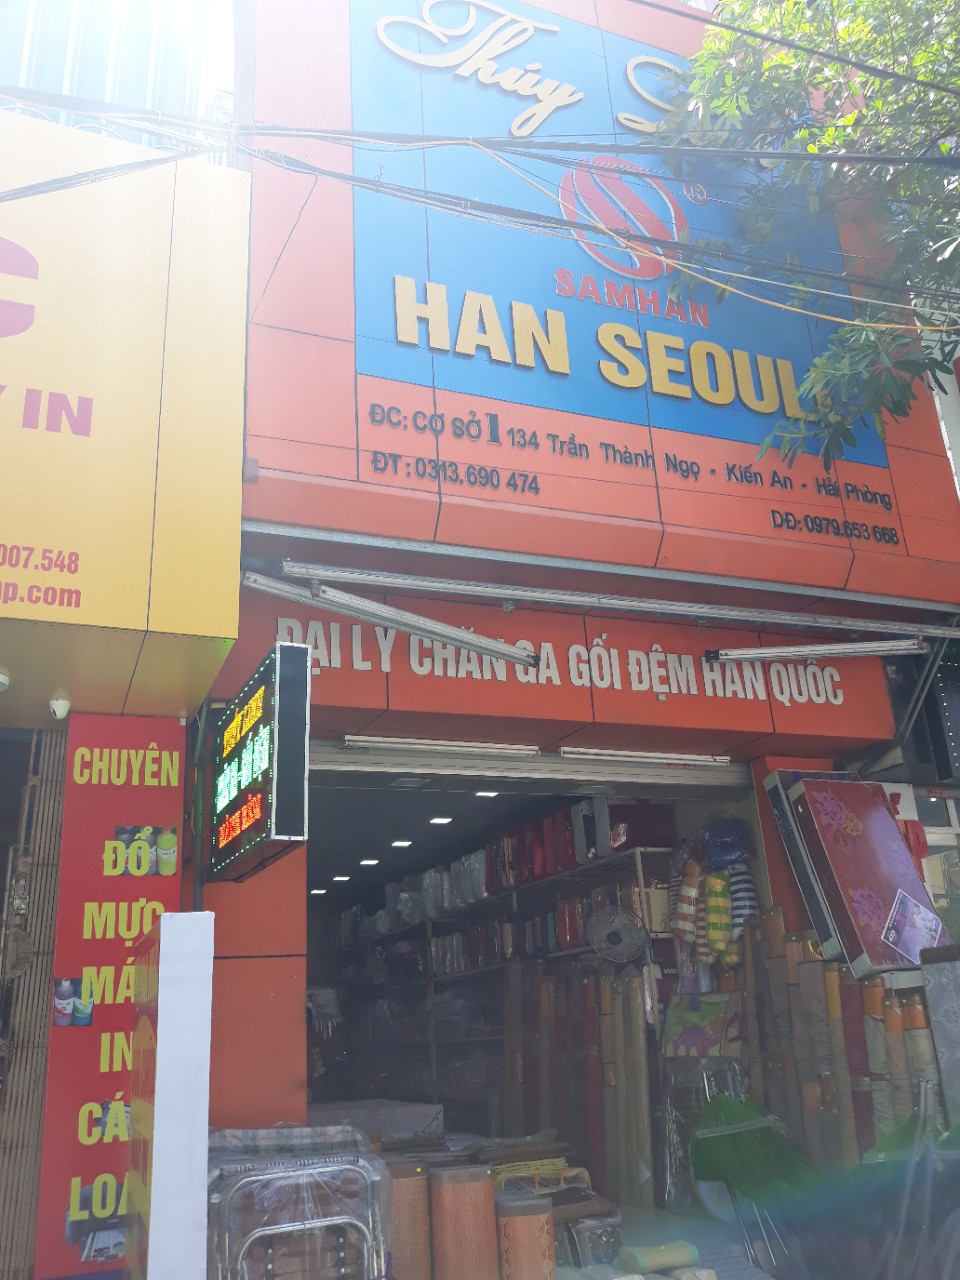 Thúy
®
SAMHAN
HAN SEOUL
ĐC: CƠ SỞ 1 134 Trần Thành Ngọ - Kiến An - Hải Phòng
ĐT : 0313.690 474
DĐ: 0979.653 668
ĐẠI LÝ CHĂN GA GỐI ĐỆM HÀN QUỐC
IN
007.548
p.com
CHUYÊN
ĐỔ
MỰC
MÁ
IN
CÁ
LOẠ